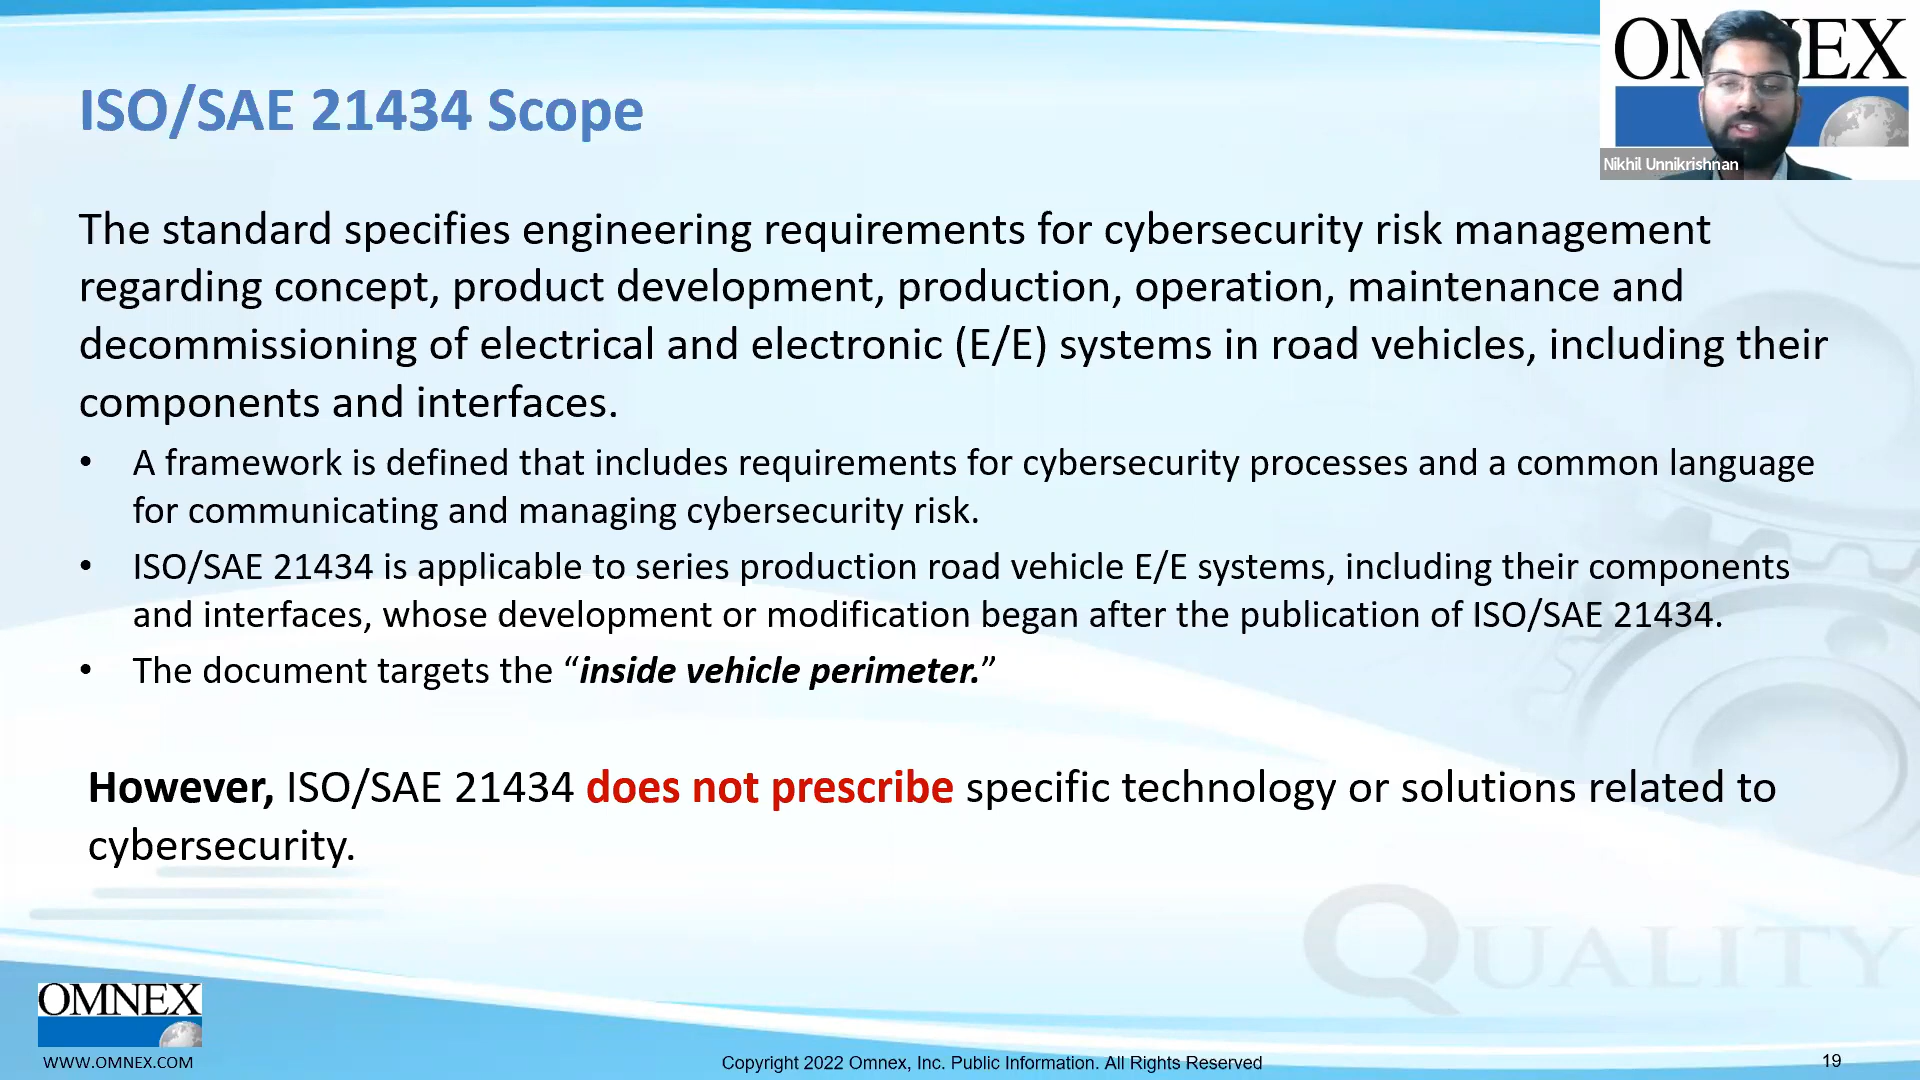 ISO/SAE 21434 Scope
OMNEX
Nikhil Unnikrishnan
The standard specifies engineering requirements for cybersecurity risk management
regarding concept, product development, production, operation, maintenance and
decommissioning of electrical and electronic (E/E) systems in road vehicles, including their
components and interfaces.
• A framework is defined that includes requirements for cybersecurity processes and a common language
for communicating and managing cybersecurity risk.
• ISO/SAE 21434 is applicable to series production road vehicle E/E systems, including their components
and interfaces, whose development or modification began after the publication of ISO/SAE 21434.
• The document targets the “inside vehicle perimeter.”
However, ISO/SAE 21434 does not prescribe specific technology or solutions related to
cybersecurity.
QUALITY
OMNEX
WWW.OMNEX.COM
Copyright 2022 Omnex, Inc. Public Information. All Rights Reserved
19